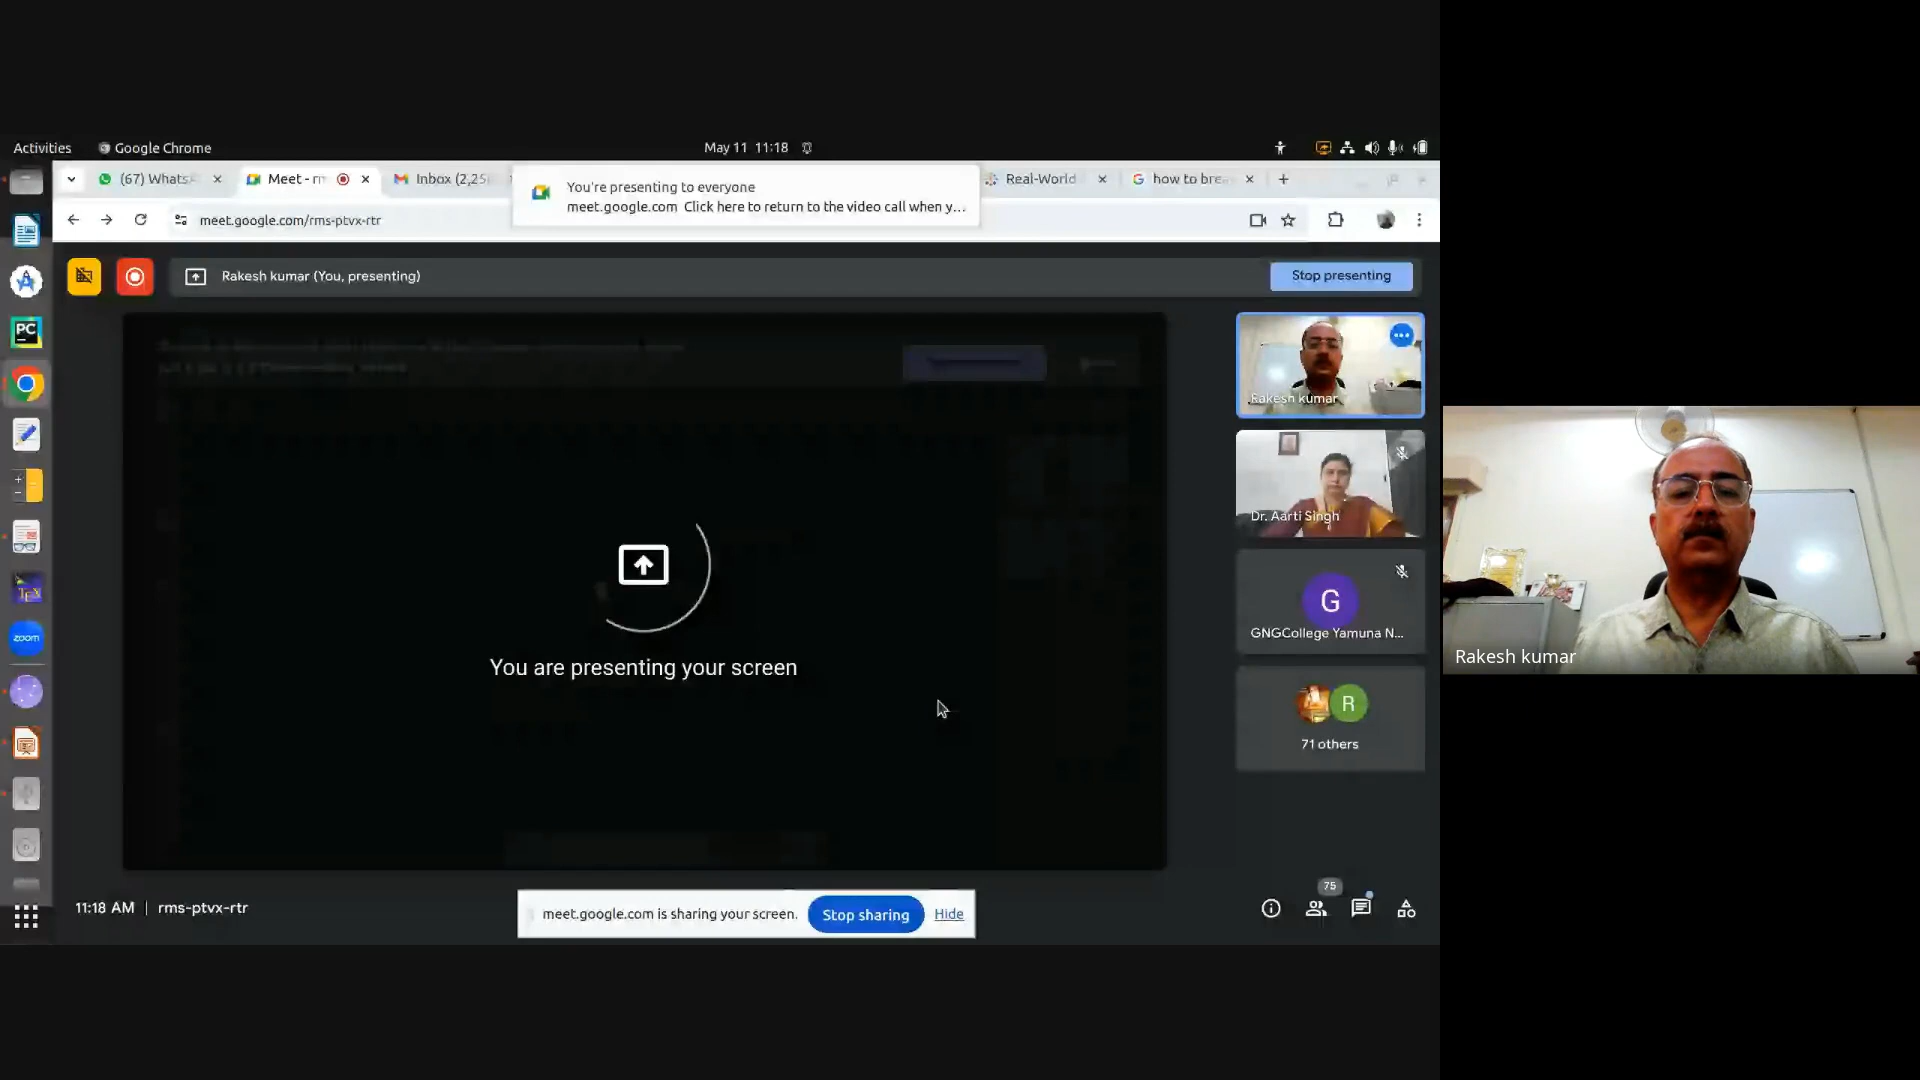 Activities
Google Chrome
May 11 11:18
(67) Whats
Meet - rm
Inbox (2,25
You're presenting to everyone
meet.google.com Click here to return to the video call when y...
Real-World
how to bre
meet.google.com/rms-ptvx-rtr
Rakesh kumar (You, presenting)
Stop presenting
PC
Rakesh kumar
Dr. Aarti Singh
G
GNGCollege Yamuna N...
You are presenting your screen
R
71 others
TEX
zoom
Rakesh kumar
75
11:18 AM | rms-ptvx-rtr
meet.google.com is sharing your screen.
Stop sharing
Hide